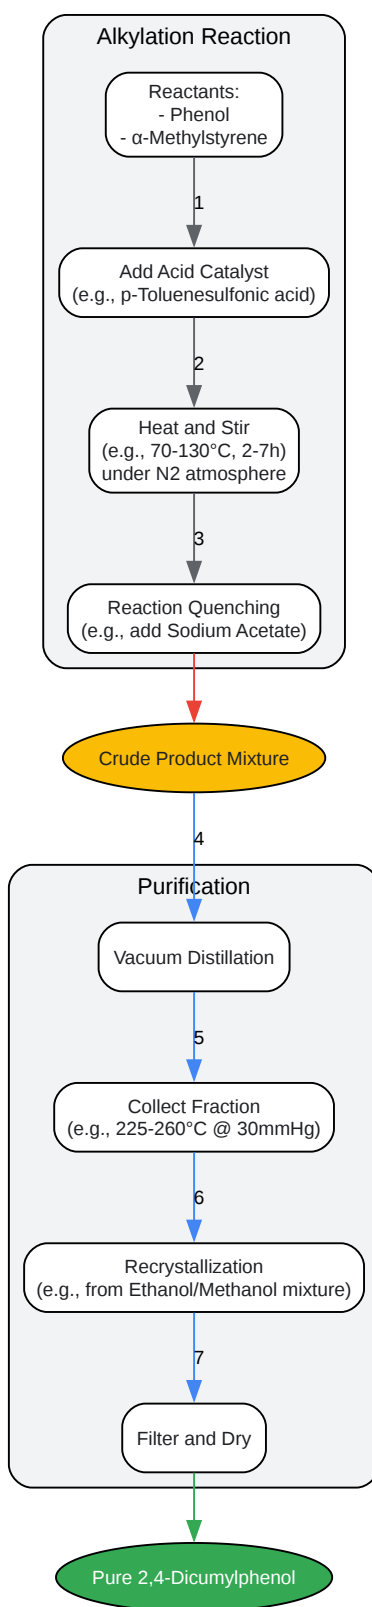 Alkylation Reaction
Reactants:
- Phenol
- α-Methylstyrene
1
Add Acid Catalyst
(e.g., p-Toluenesulfonic acid)
2
Heat and Stir
(e.g., 70-130°C, 2-7h)
under N2 atmosphere
3
Reaction Quenching
(e.g., add Sodium Acetate)
Crude Product Mixture
4
Purification
Vacuum Distillation
5
Collect Fraction
(e.g., 225-260°C @ 30mmHg)
6
Recrystallization
(e.g., from Ethanol/Methanol mixture)
7
Filter and Dry
Pure 2,4-Dicumylphenol